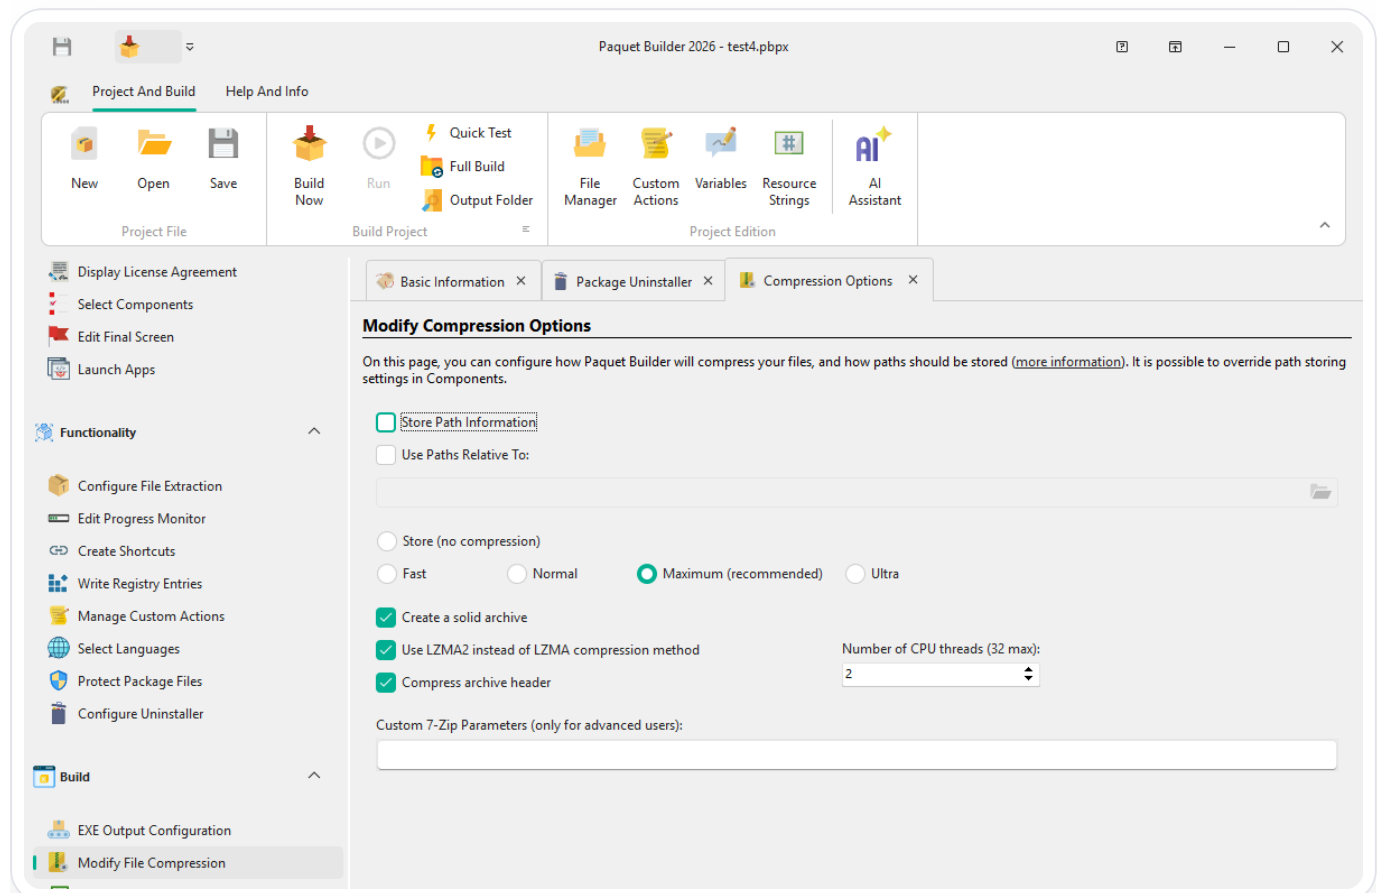 Paquet Builder 2026 - test4.pbpx
Project And Build
Help And Info
New
Open
Save
Build Now
Run
Quick Test
Full Build
Output Folder
File Manager
Custom Actions
Variables
Resource Strings
AI
AI Assistant
Project File
Build Project
Project Edition
Display License Agreement
Select Components
Edit Final Screen
Launch Apps
Functionality
Configure File Extraction
Edit Progress Monitor
Create Shortcuts
Write Registry Entries
Manage Custom Actions
Select Languages
Protect Package Files
Configure Uninstaller
Build
EXE Output Configuration
Modify File Compression
Basic Information
Package Uninstaller
Compression Options
Modify Compression Options
On this page, you can configure how Paquet Builder will compress your files, and how paths should be stored (more information). It is possible to override path storing
settings in Components.
Store Path Information
Use Paths Relative To:
Store (no compression)
Fast
Normal
Maximum (recommended)
Ultra
Create a solid archive
Use LZMA2 instead of LZMA compression method
Number of CPU threads (32 max):
2
Compress archive header
Custom 7-Zip Parameters (only for advanced users):